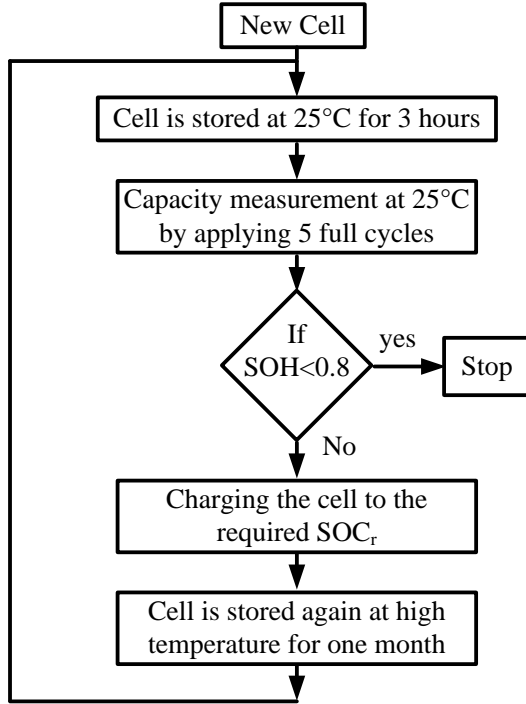 New Cell
Cell is stored at 25°C for 3 hours
Capacity measurement at 25°C
by applying 5 full cycles
If
SOH<0.8
yes
Stop
No
Charging the cell to the
required SOCr
Cell is stored again at high
temperature for one month